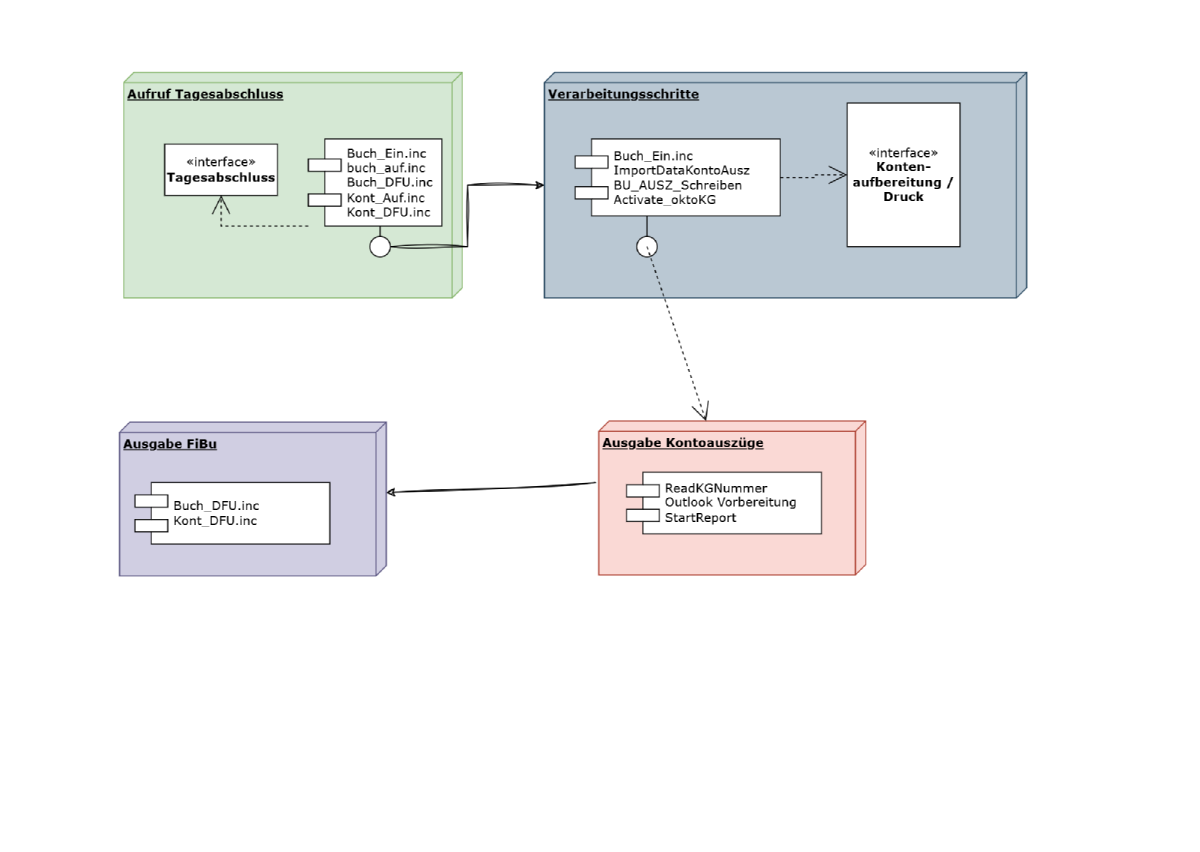 Aufruf Tagesabschluss
«interface»
Tagesabschluss
Buch_Ein.inc
buch_auf.inc
Buch_DFU.inc
Kont_Auf.inc
Kont_DFU.inc
Verarbeitungsschritte
Buch_Ein.inc
ImportDataKontoAusz
BU_AUSZ_Schreiben
Activate_oktoKG
«interface»
Konten-
aufbereitung /
Druck
Ausgabe FiBu
Buch_DFU.inc
Kont_DFU.inc
Ausgabe Kontoauszüge
ReadKGNummer
Outlook Vorbereitung
StartReport